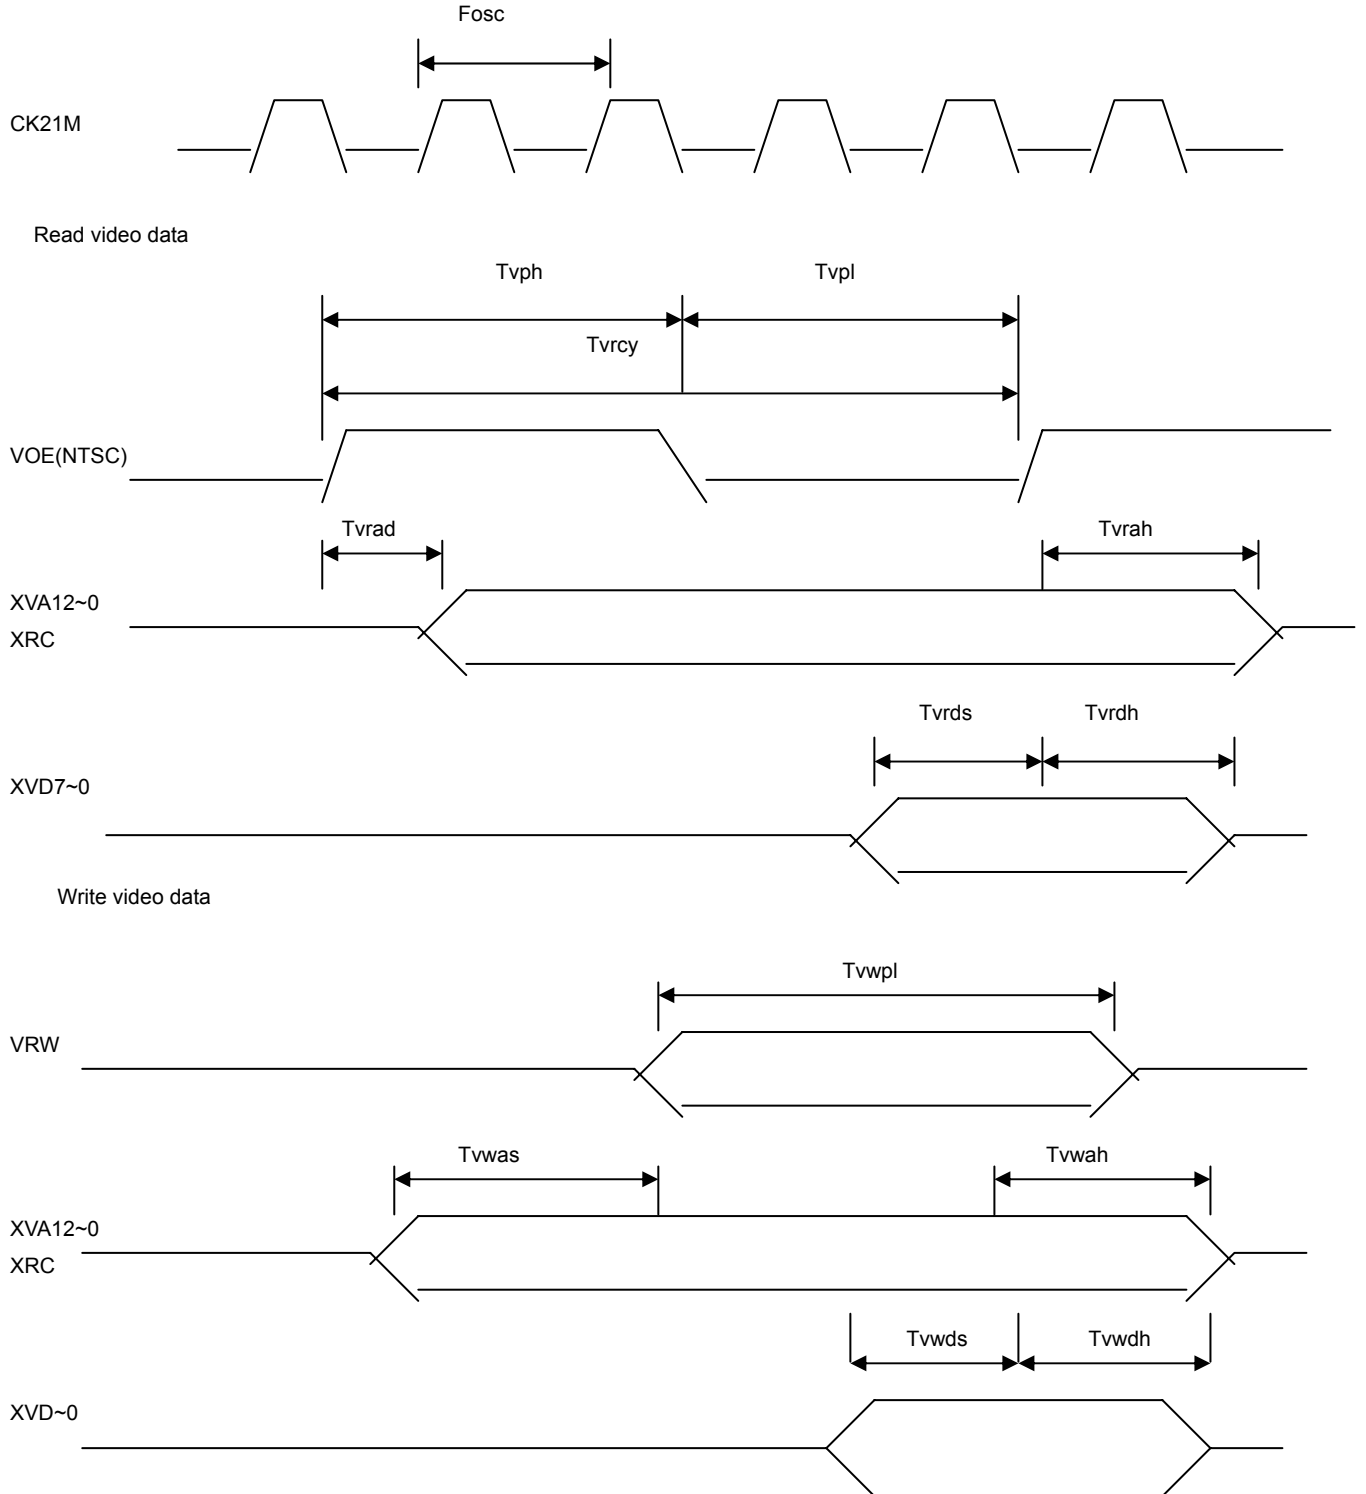 Fosc
CK21M
Read video data
Tvph Tvpl
Tvrcy
VOE(NTSC)
Tvrad Tvrah
XVA12~0
XRC
Tvrds Tvrdh
XVD7~0
Write video data
Tvwpl
VRW
Tvwas Tvwah
XVA12~0
XRC
Tvwds Tvwdh
XVD~0